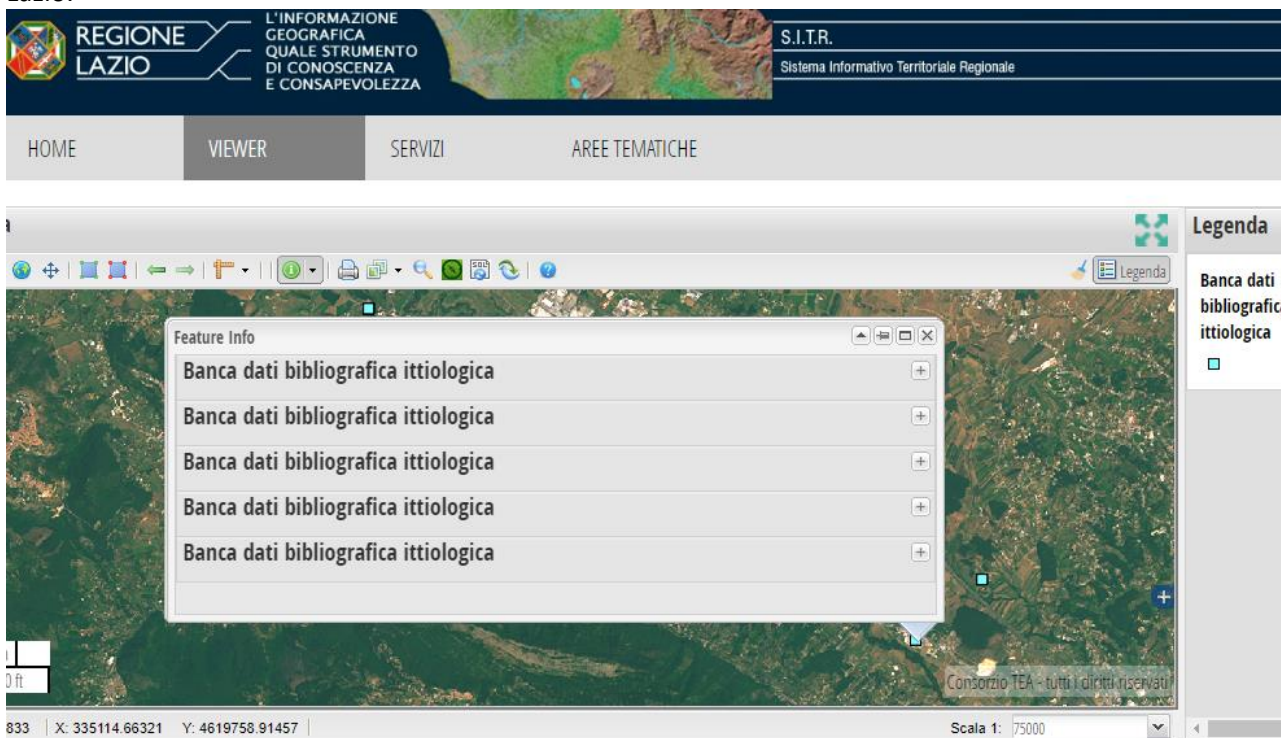 REGIONE
LAZIO
L'INFORMAZIONE
GEOGRAFICA
QUALE STRUMENTO
DI CONOSCENZA
E CONSAPEVOLEZZA
S.I.T.R.
Sistema Informativo Territoriale Regionale
HOME VIEWER SERVIZI AREE TEMATICHE
Legenda
Legenda
Banca dati
bibliografica
ittiologica
Feature Info
Banca dati bibliografica ittiologica
Banca dati bibliografica ittiologica
Banca dati bibliografica ittiologica
Banca dati bibliografica ittiologica
Banca dati bibliografica ittiologica
0 ft
Consorzio TEA - tutti i diritti riservati
833 X: 335114.66321 Y: 4619758.91457 Scala 1: 75000